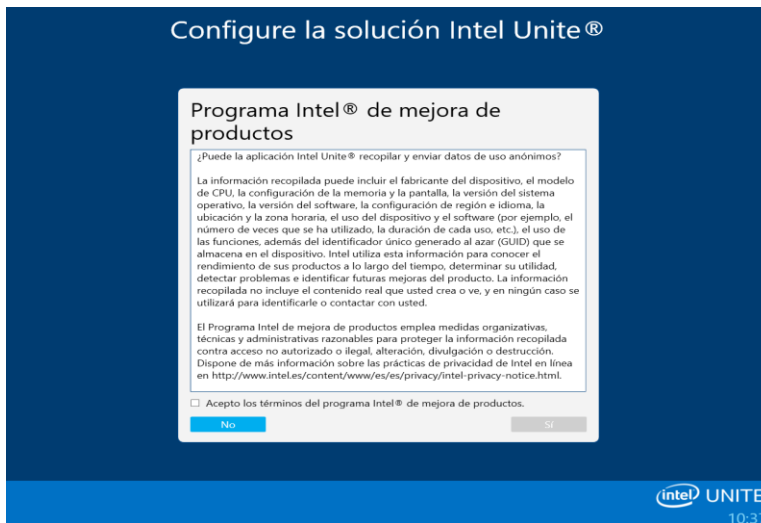 Configure la solución Intel Unite®
Programa Intel® de mejora de
productos
¿Puede la aplicación Intel Unite® recopilar y enviar datos de uso anónimos?
La información recopilada puede incluir el fabricante del dispositivo, el modelo
de CPU, la configuración de la memoria y la pantalla, la versión del sistema
operativo, la versión del software, la configuración de región e idioma, la
ubicación y la zona horaria, el uso del dispositivo y el software (por ejemplo, el
número de veces que se ha utilizado, la duración de cada uso, etc.), el uso de
las funciones, además del identificador único generado al azar (GUID) que se
almacena en el dispositivo. Intel utiliza esta información para conocer el
rendimiento de sus productos a lo largo del tiempo, determinar su utilidad,
detectar problemas e identificar futuras mejoras del producto. La información
recopilada no incluye el contenido real que usted crea o ve, y en ningún caso se
utilizará para identificarle o contactar con usted.
El Programa Intel de mejora de productos emplea medidas organizativas,
técnicas y administrativas razonables para proteger la información recopilada
contra acceso no autorizado o ilegal, alteración, divulgación o destrucción.
Dispone de más información sobre las prácticas de privacidad de Intel en línea
en http://www.intel.es/content/www/es/es/privacy/intel-privacy-notice.html.
Acepto los términos del programa Intel® de mejora de productos.
No
Sí
intel UNITE